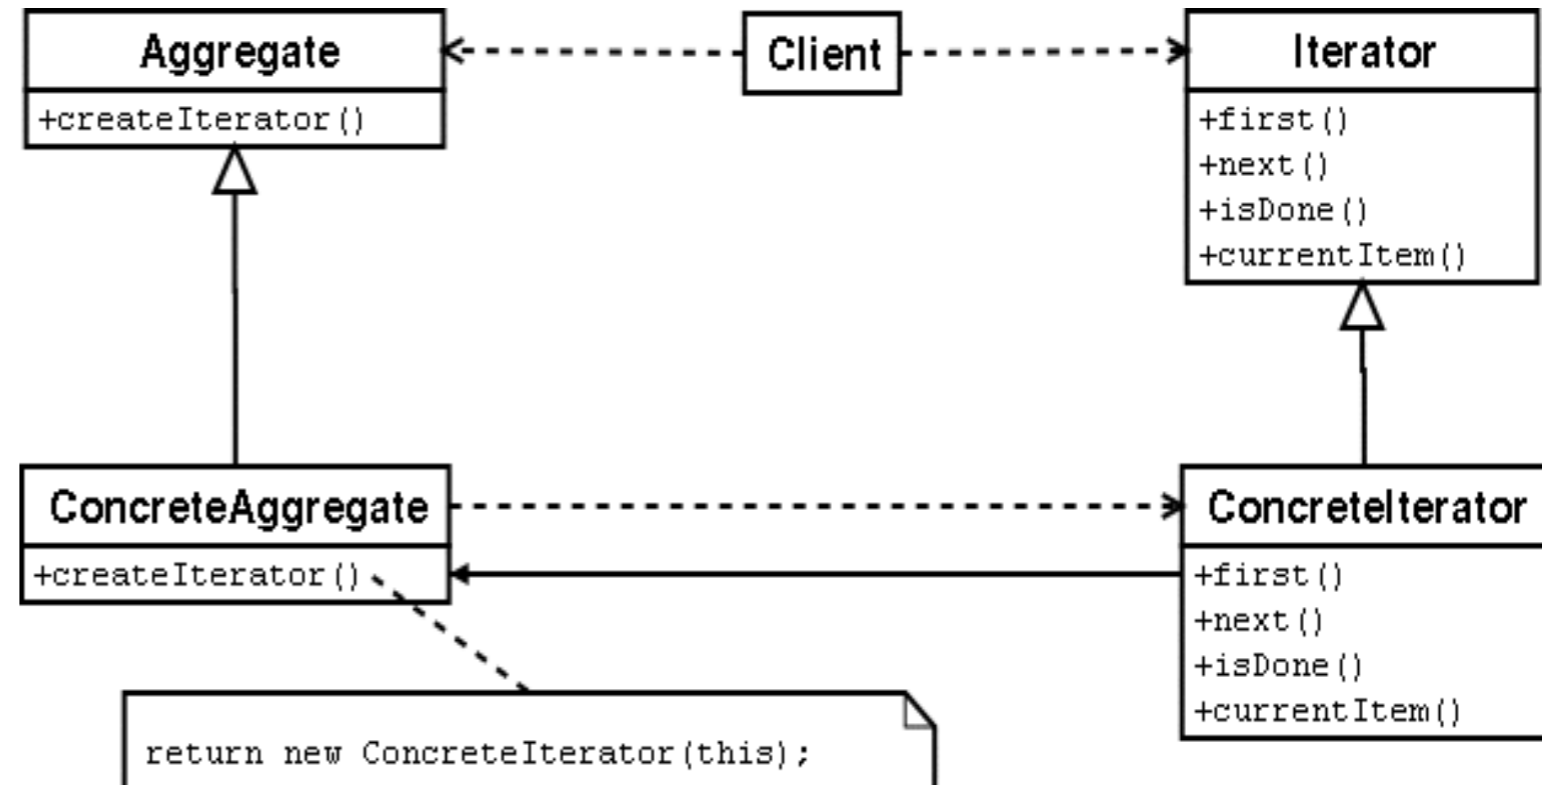 Aggregate
+createIterator()
Client
Iterator
+first()
+next()
+isDone()
+currentItem()
ConcreteAggregate
+createIterator()
ConcreteIterator
+first()
+next()
+isDone()
+currentItem()
return new ConcreteIterator(this);